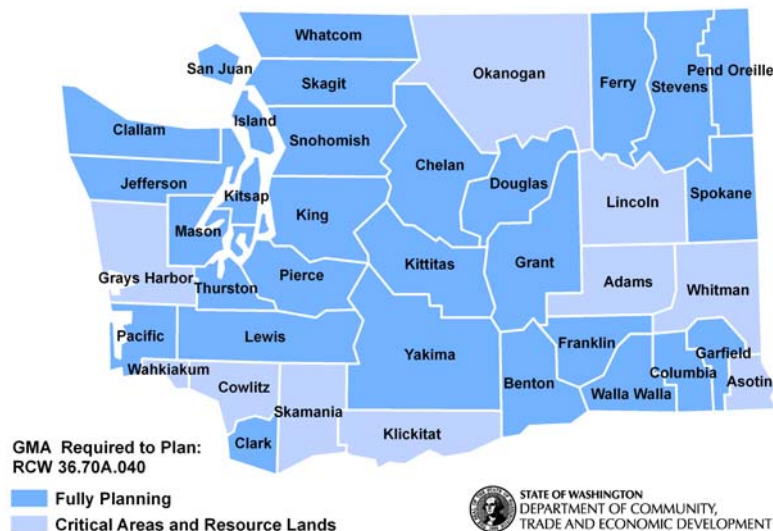 Whatcom
San Juan
Skagit
Okanogan
Ferry
Stevens
Pend Oreille
Island
Clallam
Snohomish
Chelan
Douglas
Jefferson
Kitsap
Lincoln
Spokane
Mason
King
Grays Harbor
Thurston
Pierce
Kittitas
Grant
Adams
Whitman
Pacific
Lewis
Yakima
Franklin
Garfield
Wahkiakum
Cowlitz
Skamania
Benton
Walla Walla
Columbia
Asotin
Clark
Klickitat
GMA Required to Plan:
RCW 36.70A.040
Fully Planning
Critical Areas and Resource Lands
STATE OF WASHINGTON
DEPARTMENT OF COMMUNITY,
TRADE AND ECONOMIC DEVELOPMENT